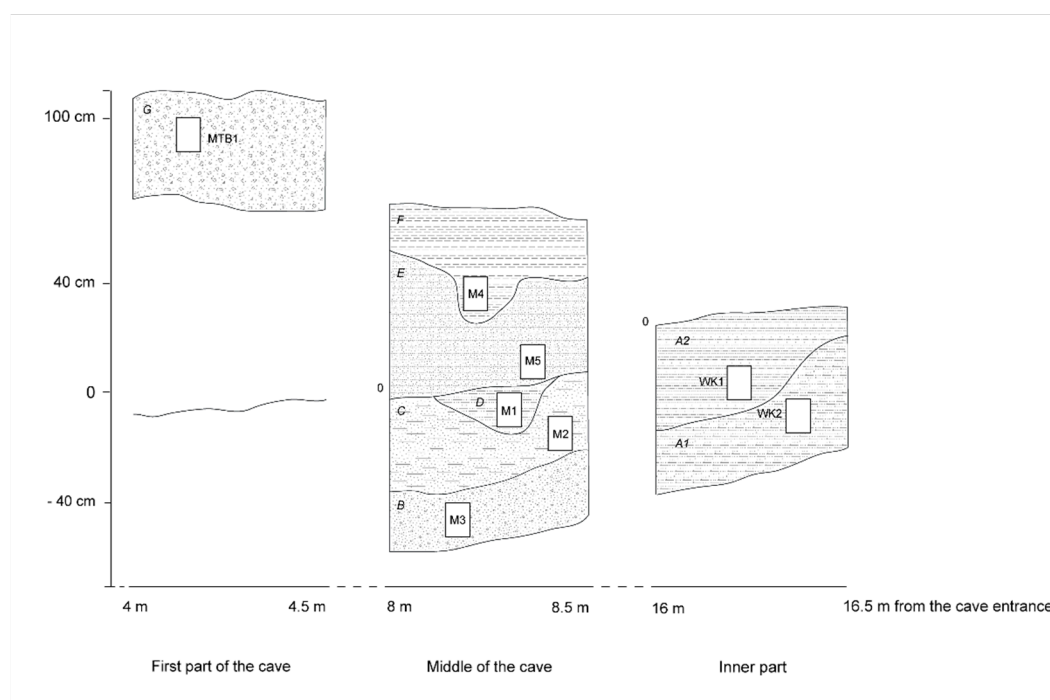 100 cm
40 cm
0
- 40 cm
G
MTB1
F
E
M4
M5
0
D
M1
C
M2
B
M3
0
A2
WK1
WK2
A1
4 m
4.5 m
8 m
8.5 m
16 m
16.5 m from the cave entrance
First part of the cave
Middle of the cave
Inner part